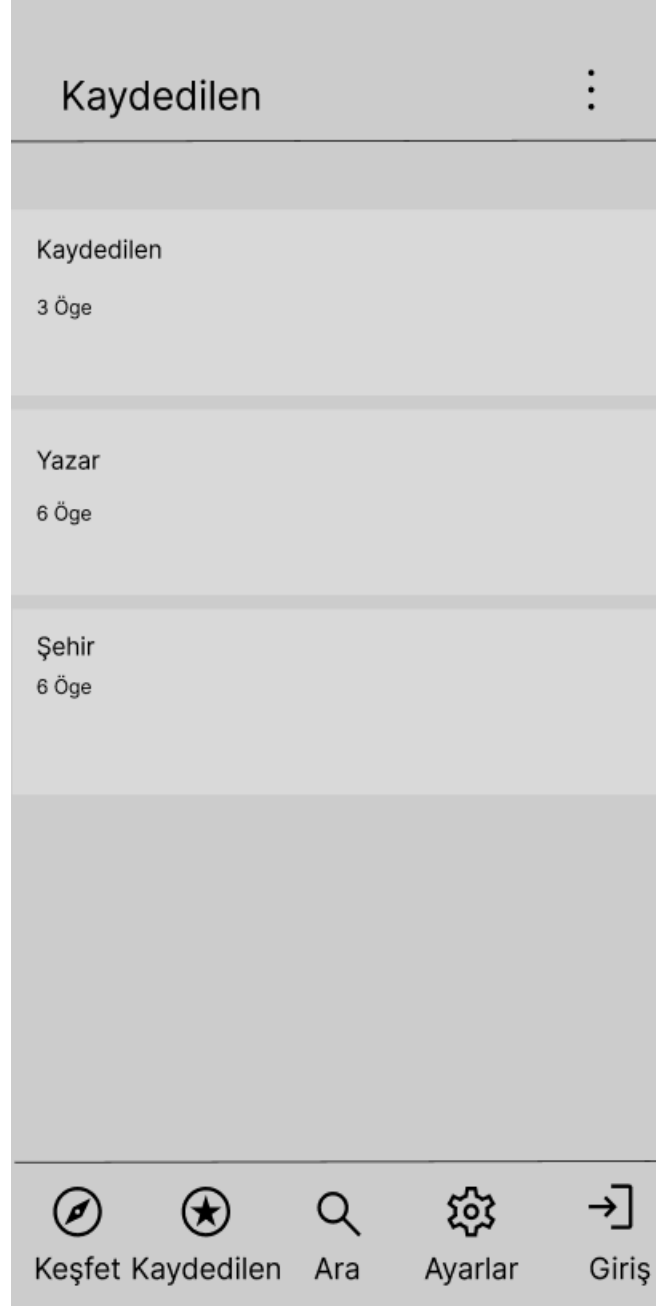 Kaydedilen
Kaydedilen
3 Öge
Yazar
6 Öge
Şehir
6 Öge
Keşfet Kaydedilen Ara Ayarlar Giriş